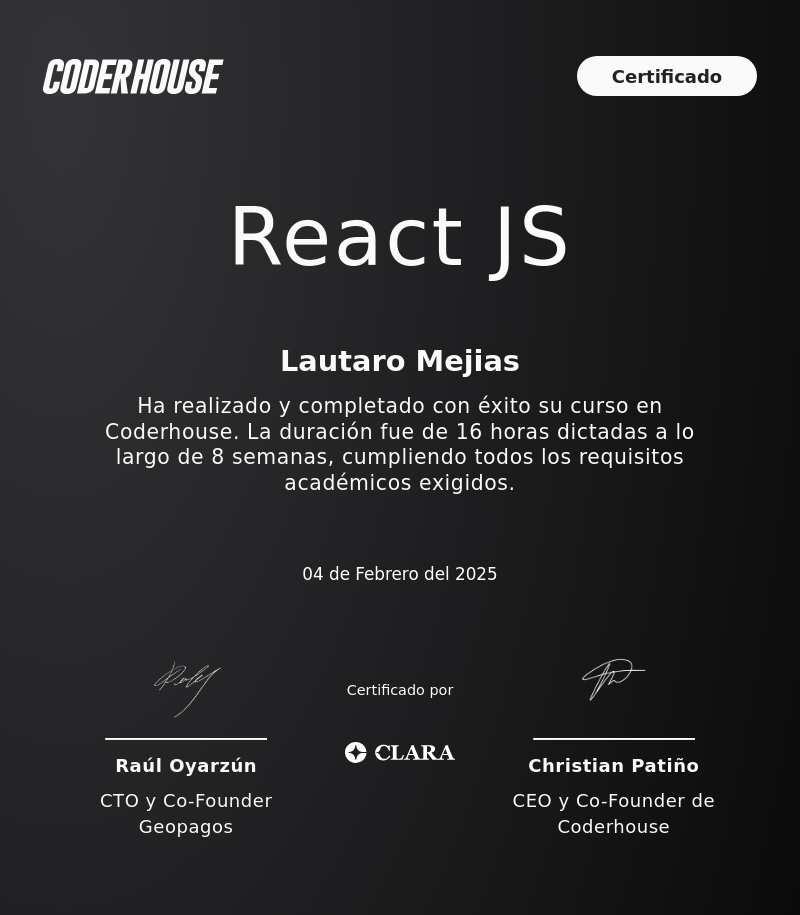 CODERHOUSE
Certificado
React JS
Lautaro Mejias
Ha realizado y completado con éxito su curso en
Coderhouse. La duración fue de 16 horas dictadas a lo
largo de 8 semanas, cumpliendo todos los requisitos
académicos exigidos.
04 de Febrero del 2025
Certificado por
CLARA
Raúl Oyarzún
CTO y Co-Founder
Geopagos
Christian Patiño
CEO y Co-Founder de
Coderhouse